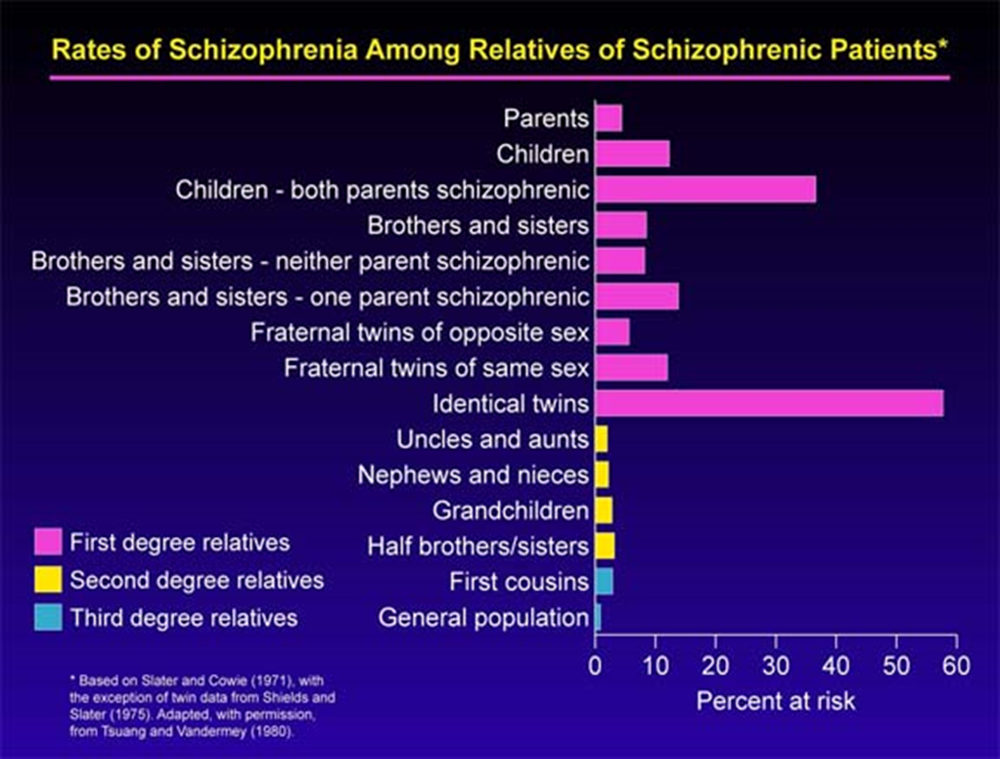 Rates of Schizophrenia Among Relatives of Schizophrenic Patients*
Parents
Children
Children - both parents schizophrenic
Brothers and sisters
Brothers and sisters - neither parent schizophrenic
Brothers and sisters - one parent schizophrenic
Fraternal twins of opposite sex
Fraternal twins of same sex
Identical twins
Uncles and aunts
Nephews and nieces
Grandchildren
Half brothers/sisters
First cousins
General population
0 10 20 30 40 50 60
Percent at risk
First degree relatives
Second degree relatives
Third degree relatives
* Based on Slater and Cowie (1971), with
the exception of twin data from Shields and
Slater (1975). Adapted, with permission,
from Tsuang and Vandermey (1980).